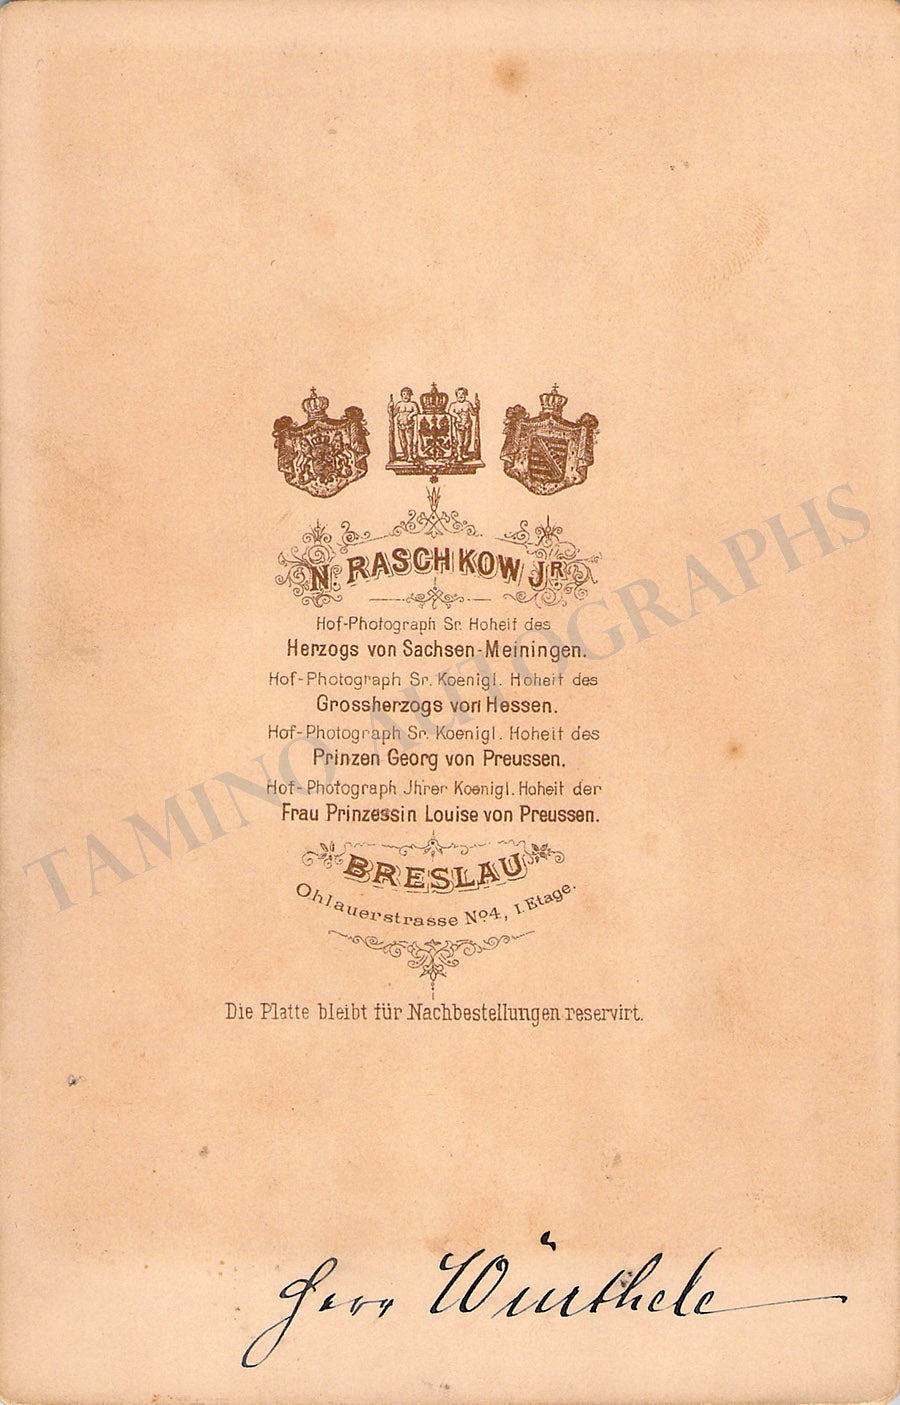 N. RASCHKOW JR.
Hof-Photograph Sr. Hoheit des
Herzogs von Sachsen-Meiningen.
Hof-Photograph Sr. Koenigl. Hoheit des
Grossherzogs von Hessen.
Hof-Photograph Sr. Koenigl. Hoheit des
Prinzen Georg von Preussen.
Hof-Photograph Jhrer Koenigl. Hoheit der
Frau Prinzessin Louise von Preussen.
BRESLAU
Ohlauerstrasse No4, I. Etage.
Die Platte bleibt für Nachbestellungen reservirt.
Herr Würthele
TAMINO AUTOGRAPHS